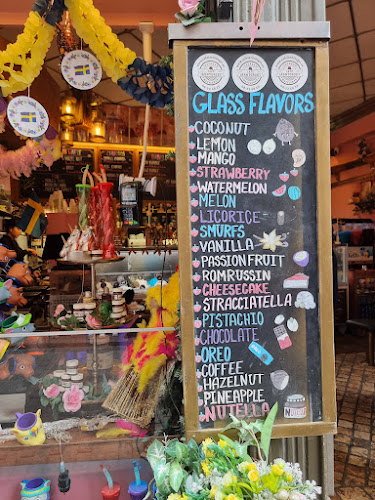 GLASS FLAVORS
COCONUT
LEMON
MANGO
STRAWBERRY
WATERMELON
MELON
LICORICE
SMURFS
VANILLA
PASSION FRUIT
ROMRUSSIN
CHEESECAKE
STRACCIATELLA
PISTACHIO
CHOCOLATE
OREO
COFFEE
HAZELNUT
PINEAPPLE
NUTELLA